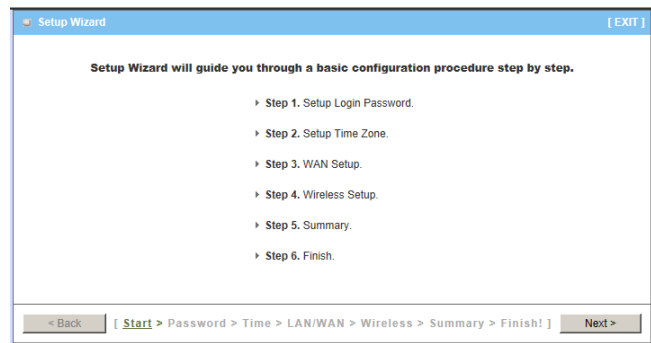 Setup Wizard [ EXIT ]
Setup Wizard will guide you through a basic configuration procedure step by step.
Step 1. Setup Login Password.
Step 2. Setup Time Zone.
Step 3. WAN Setup.
Step 4. Wireless Setup.
Step 5. Summary.
Step 6. Finish.
< Back [ Start > Password > Time > LAN/WAN > Wireless > Summary > Finish! ] Next >